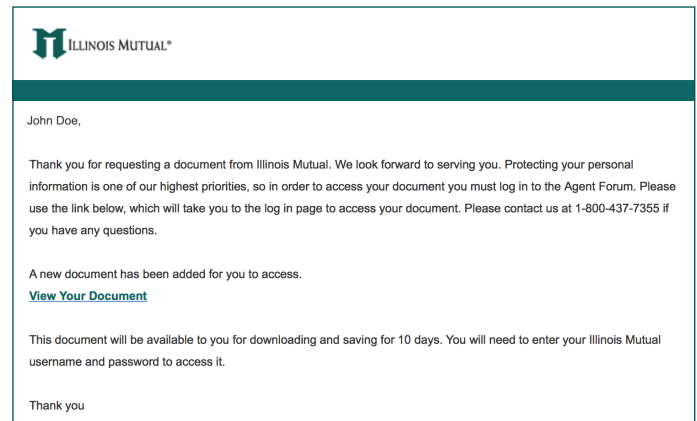 ILLINOIS MUTUAL®
John Doe,
Thank you for requesting a document from Illinois Mutual. We look forward to serving you. Protecting your personal
information is one of our highest priorities, so in order to access your document you must log in to the Agent Forum. Please
use the link below, which will take you to the log in page to access your document. Please contact us at 1-800-437-7355 if
you have any questions.
A new document has been added for you to access.
View Your Document
This document will be available to you for downloading and saving for 10 days. You will need to enter your Illinois Mutual
username and password to access it.
Thank you